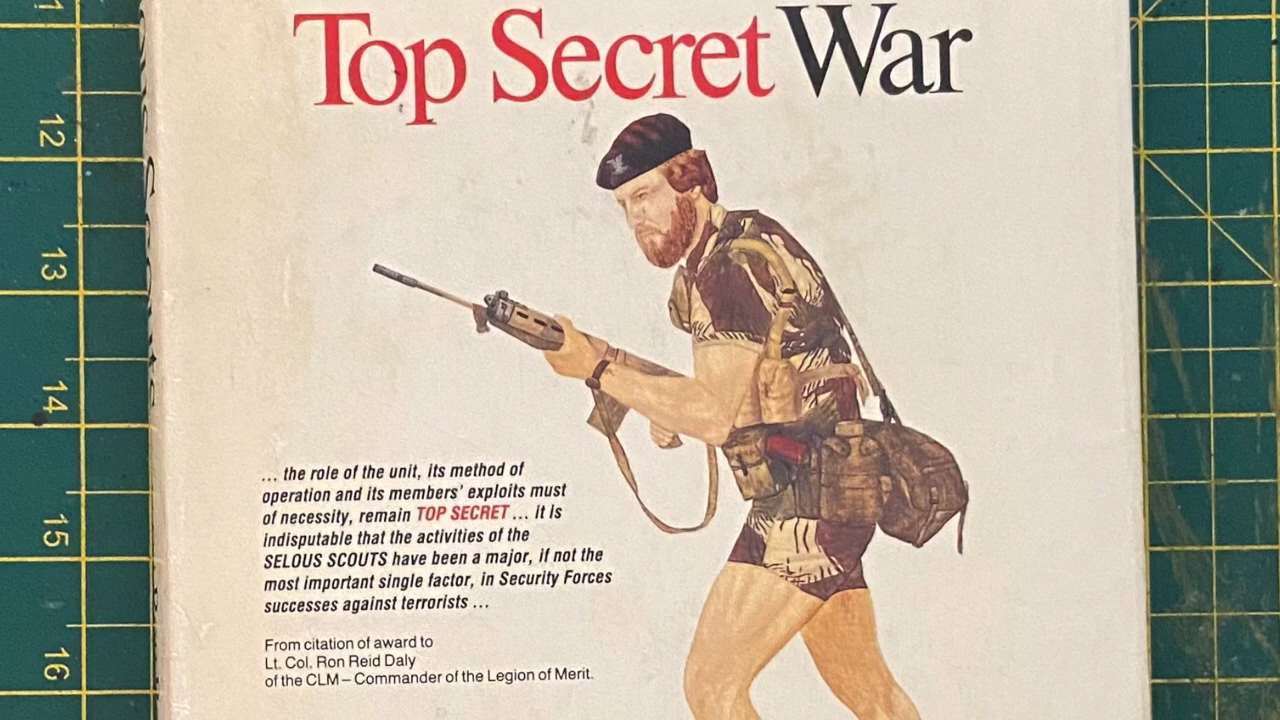 Top Secret War
... the role of the unit, its method of
operation and its members' exploits must
of necessity, remain TOP SECRET ... it is
indisputable that the activities of the
SELOUS SCOUTS have been a major, if not the
most important single factor, in Security Forces
successes against terrorists ...
From citation of award to
Lt. Col. Ron Reid Daly
of the CLM – Commander of the Legion of Merit.
12
13
14
15
16